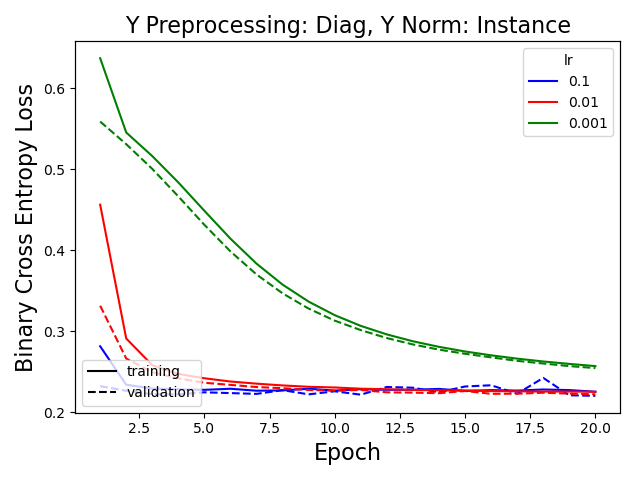 Y Preprocessing: Diag, Y Norm: Instance
Binary Cross Entropy Loss
0.6
0.5
0.4
0.3
0.2
lr
0.1
0.01
0.001
training
validation
2.5 5.0 7.5 10.0 12.5 15.0 17.5 20.0
Epoch